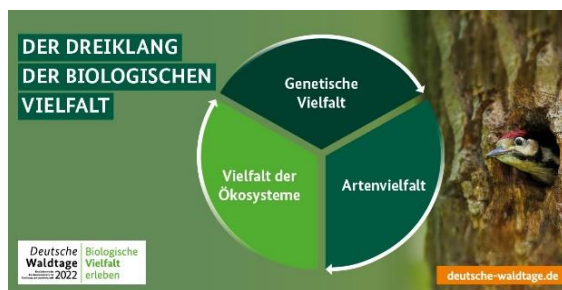 DER DREIKLANG
DER BIOLOGISCHEN
VIELFALT
Genetische
Vielfalt
Vielfalt der
Ökosysteme
Artenvielfalt
Deutsche
Waldtage
2022
Biologische
Vielfalt
erleben
deutsche-waldtage.de